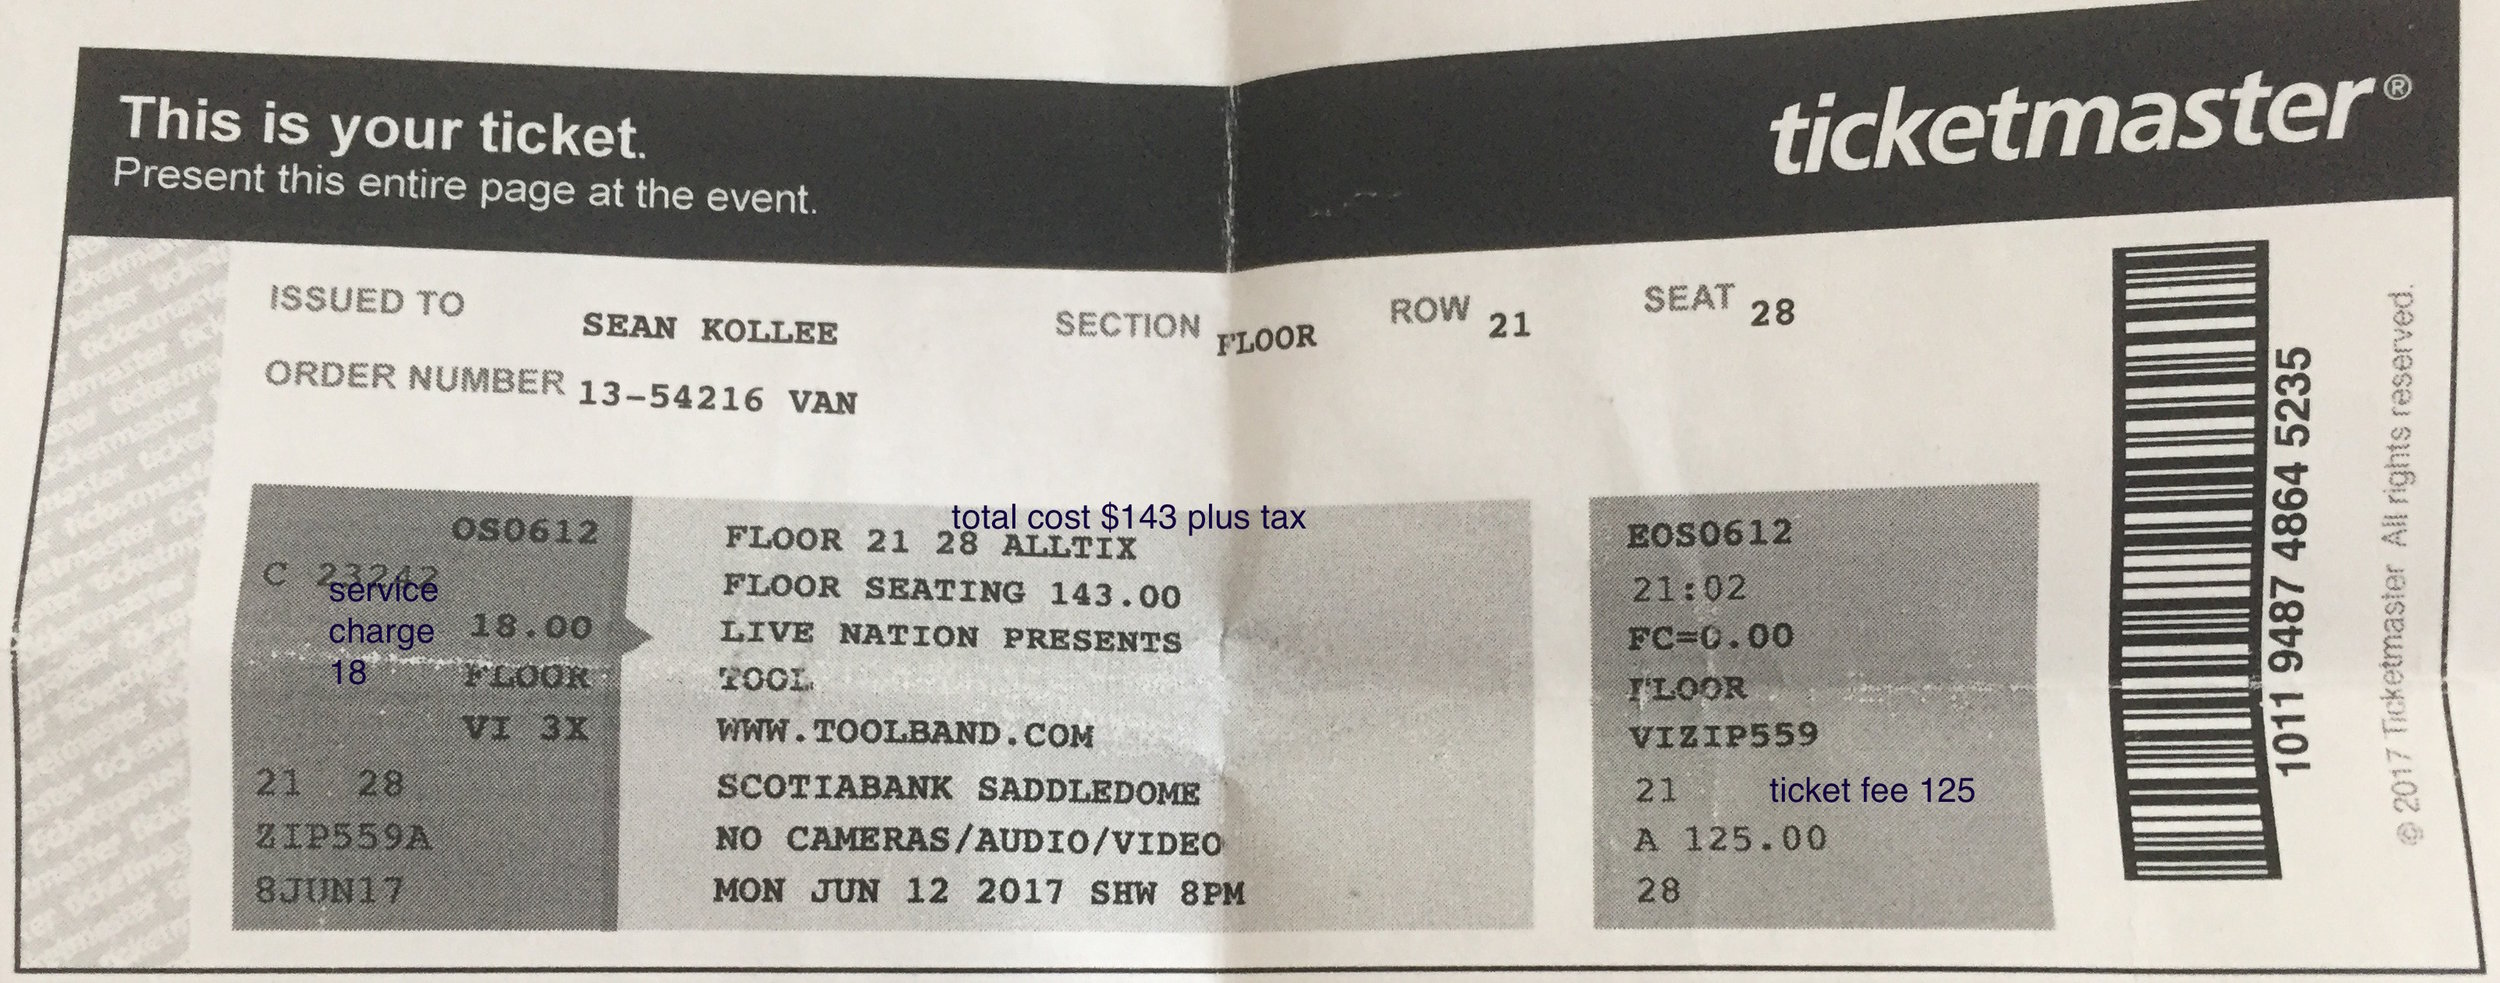 This is your ticket.
Present this entire page at the event.
ticketmaster®
ISSUED TO SEAN KOLLEE
ORDER NUMBER 13-54216 VAN
SECTION FLOOR
ROW 21
SEAT 28
OS0612
C 23242
service
charge
18
18.00
FLOOR
VI 3X
21 28
ZIP559A
8JUN17
total cost $143 plus tax
FLOOR 21 28 ALLTIX
FLOOR SEATING 143.00
LIVE NATION PRESENTS
TOOL
WWW.TOOLBAND.COM
SCOTIABANK SADDLEDOME
NO CAMERAS/AUDIO/VIDEO
MON JUN 12 2017 SHW 8PM
EOS0612
21:02
FC=0.00
FLOOR
VIZIP559
21
ticket fee 125
A 125.00
28
1011 9487 4864 5235
© 2017 Ticketmaster All rights reserved.